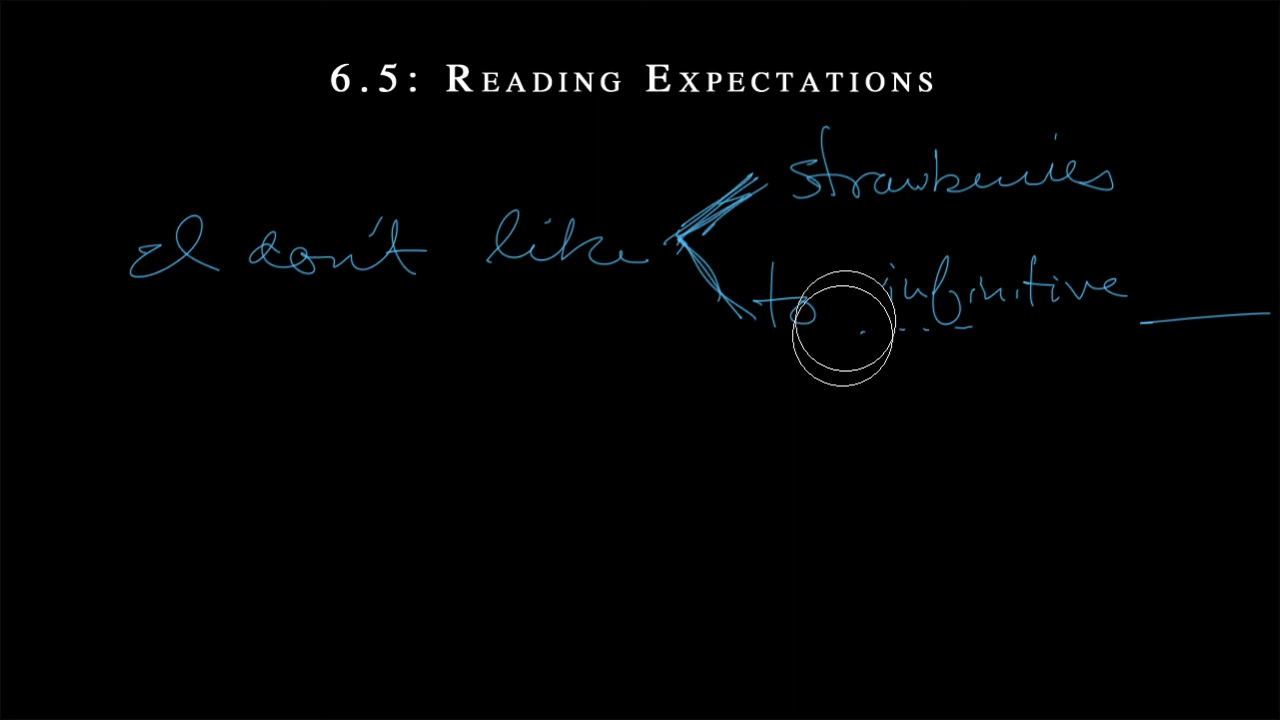 6.5: READING EXPECTATIONS
strawberries
I don't like
to infinitive